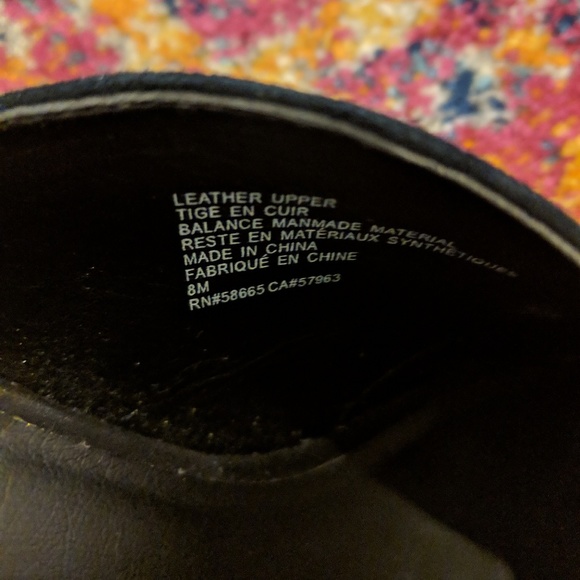 LEATHER UPPER
TIGE EN CUIR
BALANCE MANMADE MATERIAL
RESTE EN MATÉRIAUX SYNTHÉTIQUES
MADE IN CHINA
FABRIQUÉ EN CHINE
8M
RN#58665 CA#57963